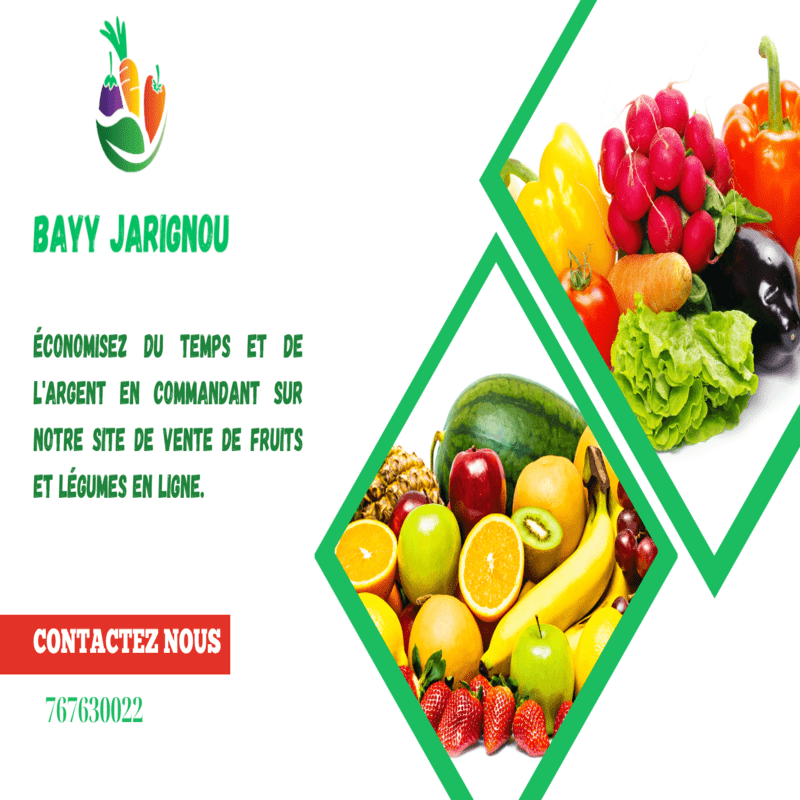 BAYY JARIGNOU
ÉCONOMISEZ DU TEMPS ET DE
L'ARGENT EN COMMANDANT SUR
NOTRE SITE DE VENTE DE FRUITS
ET LÉGUMES EN LIGNE.
CONTACTEZ NOUS
767630022